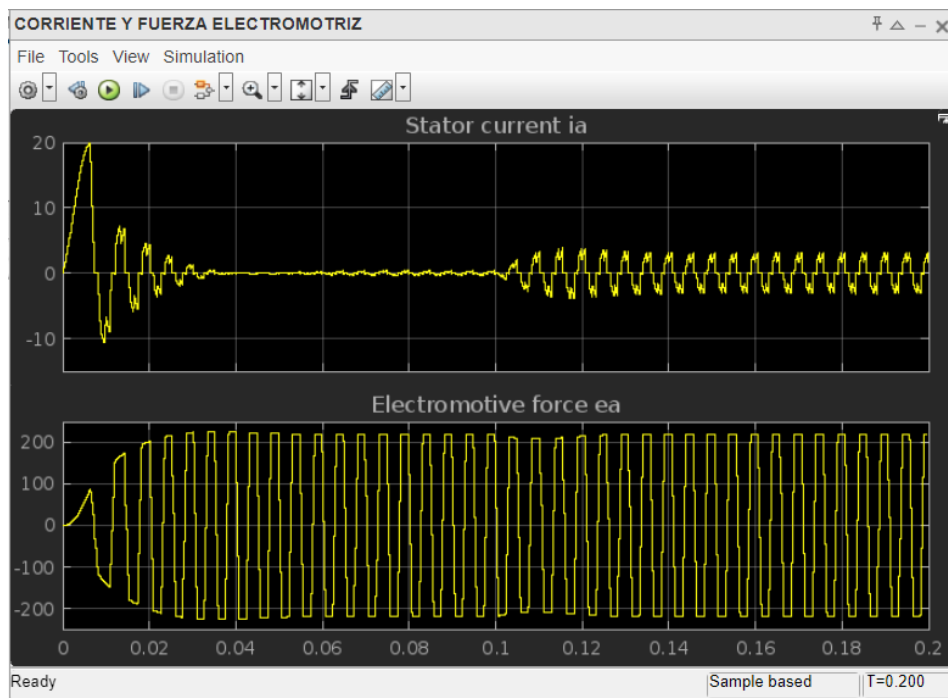 CORRIENTE Y FUERZA ELECTROMOTRIZ
File Tools View Simulation
Stator current ia
20
10
0
-10
Electromotive force ea
200
100
0
-100
-200
0 0.02 0.04 0.06 0.08 0.1 0.12 0.14 0.16 0.18 0.2
Ready Sample based T=0.200